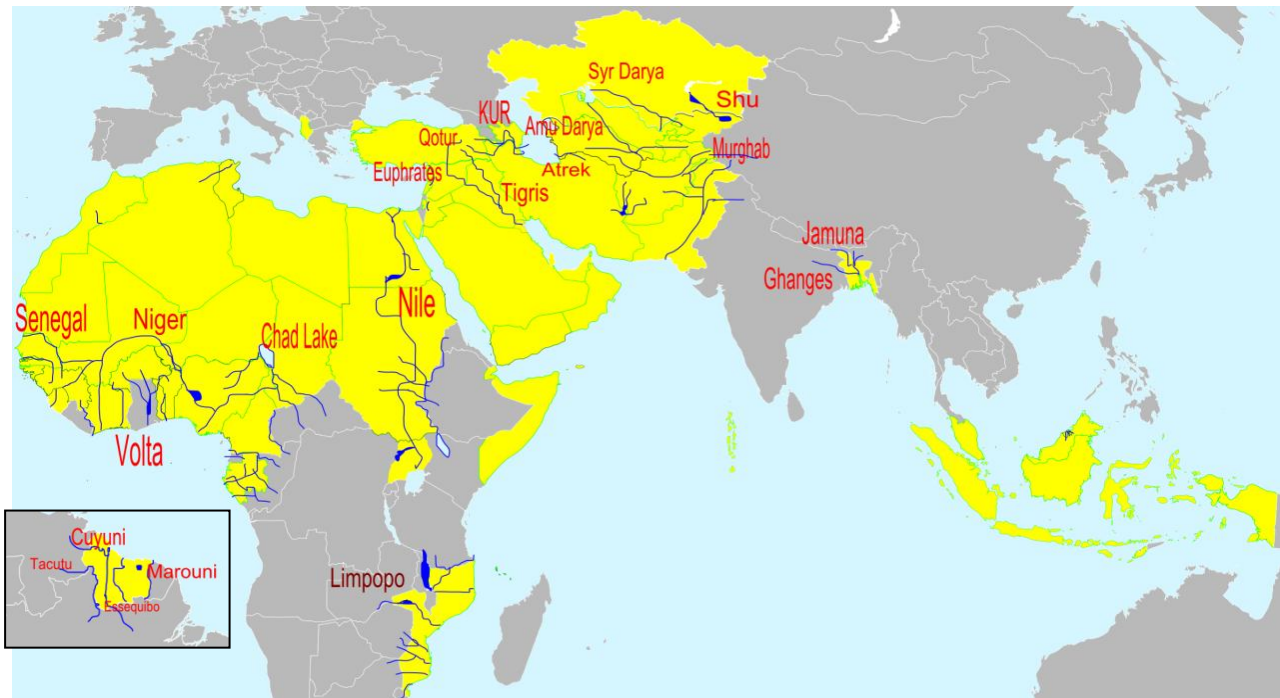 Syr Darya
Shu
KUR
Amu Darya
Qotur
Murghab
Euphrates
Atrek
Tigris
Jamuna
Ghanges
Nile
Senegal
Niger
Chad Lake
Volta
Cuyuni
Tacutu
Marouni
Essequibo
Limpopo